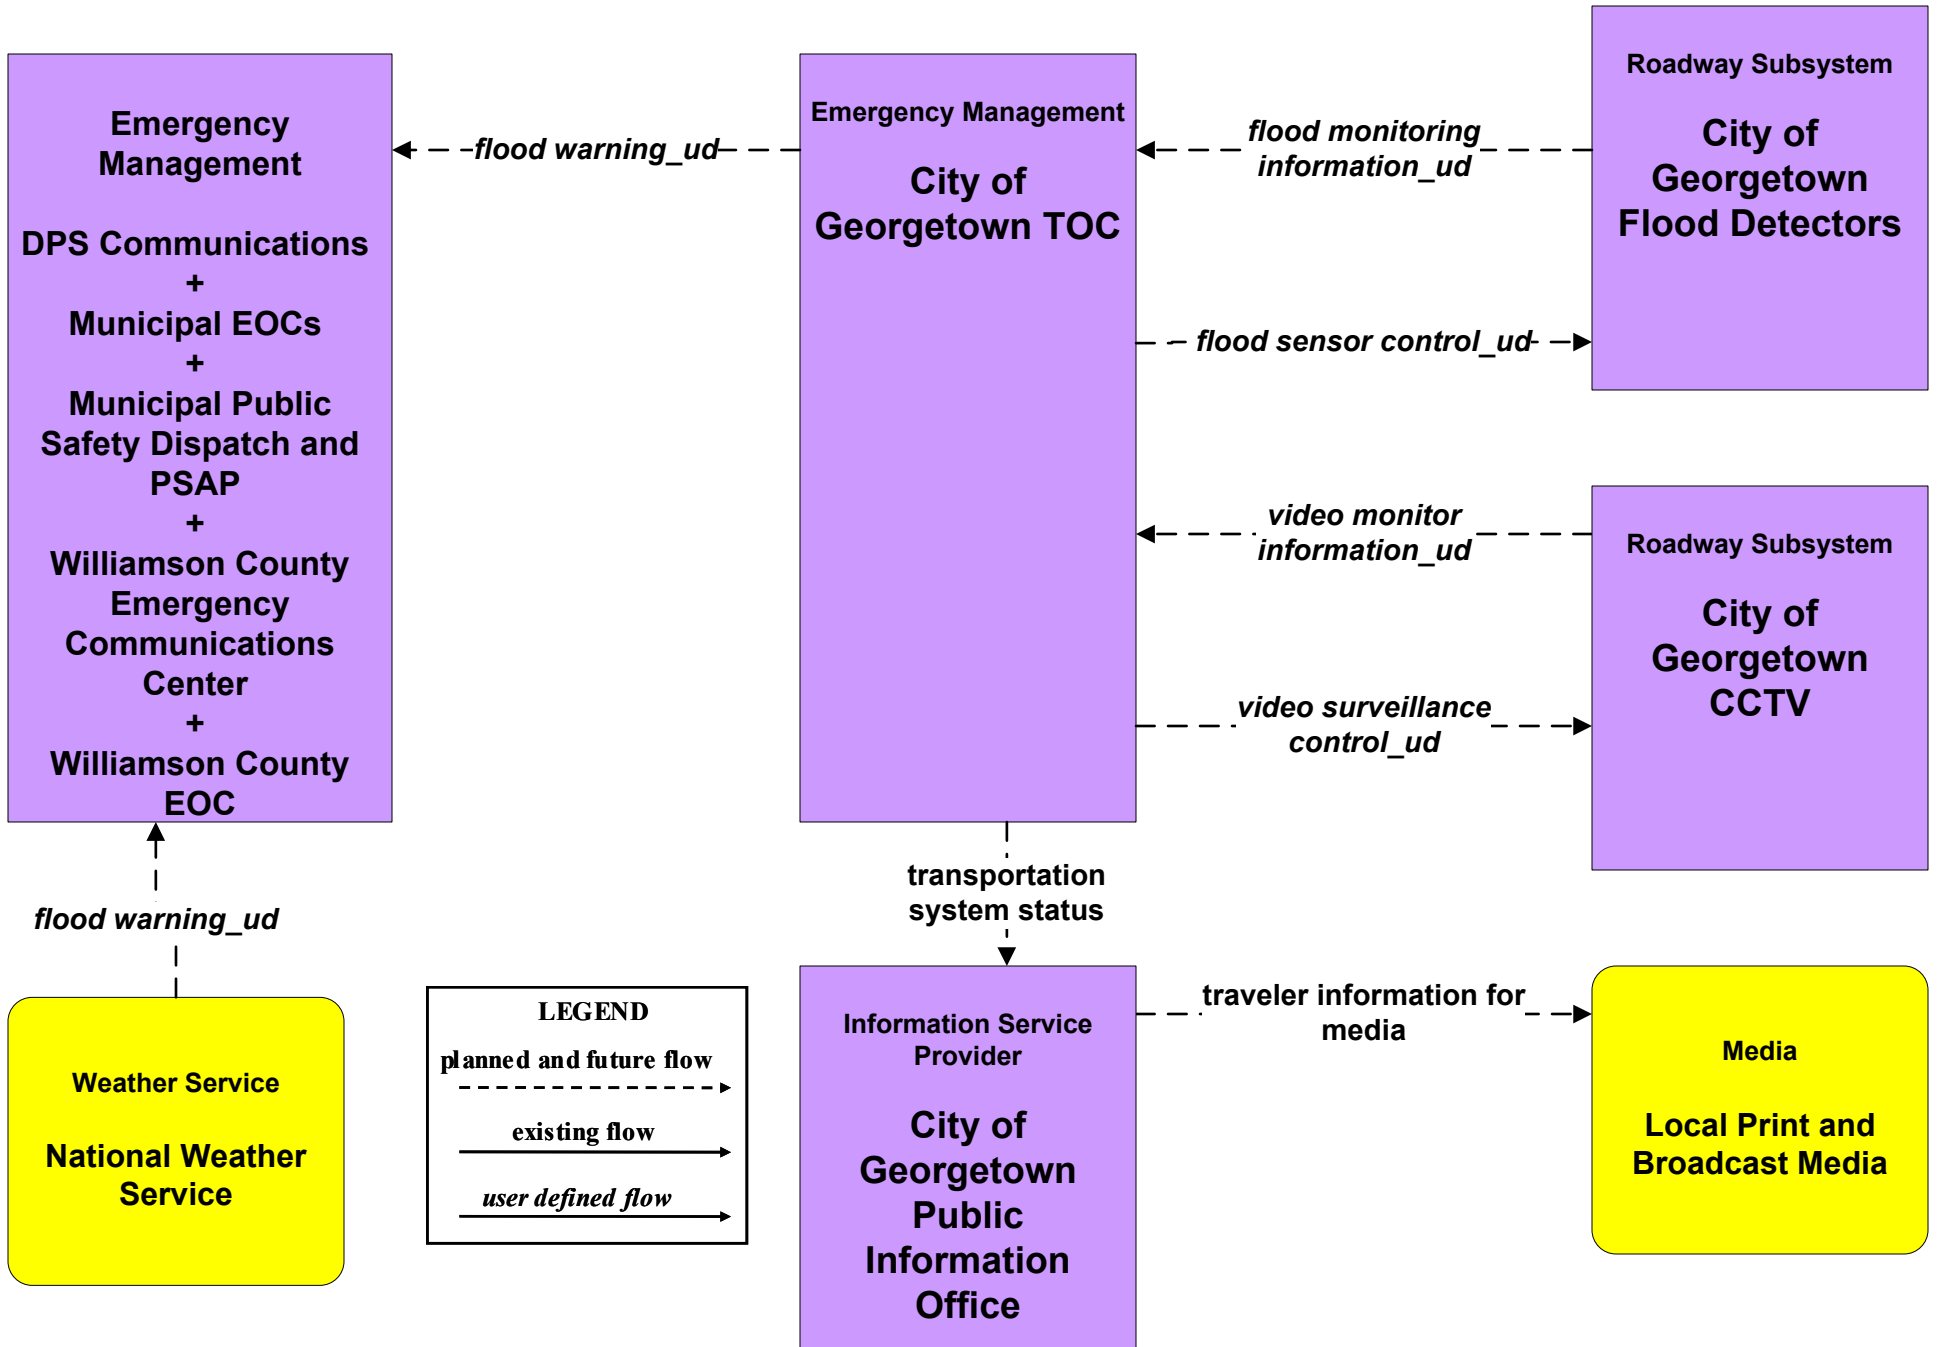 Emergency
Management
DPS Communications
+
Municipal EOCs
+
Municipal Public
Safety Dispatch and
PSAP
+
Williamson County
Emergency
Communications
Center
+
Williamson County
EOC
flood warning_ud
Emergency Management
City of
Georgetown TOC
flood monitoring
information_ud
flood sensor control_ud
video monitor
information_ud
video surveillance
control_ud
Roadway Subsystem
City of
Georgetown
Flood Detectors
Roadway Subsystem
City of
Georgetown
CCTV
flood warning_ud
transportation
system status
Weather Service
National Weather
Service
LEGEND
planned and future flow
existing flow
user defined flow
Information Service
Provider
City of
Georgetown
Public
Information
Office
traveler information for
media
Media
Local Print and
Broadcast Media